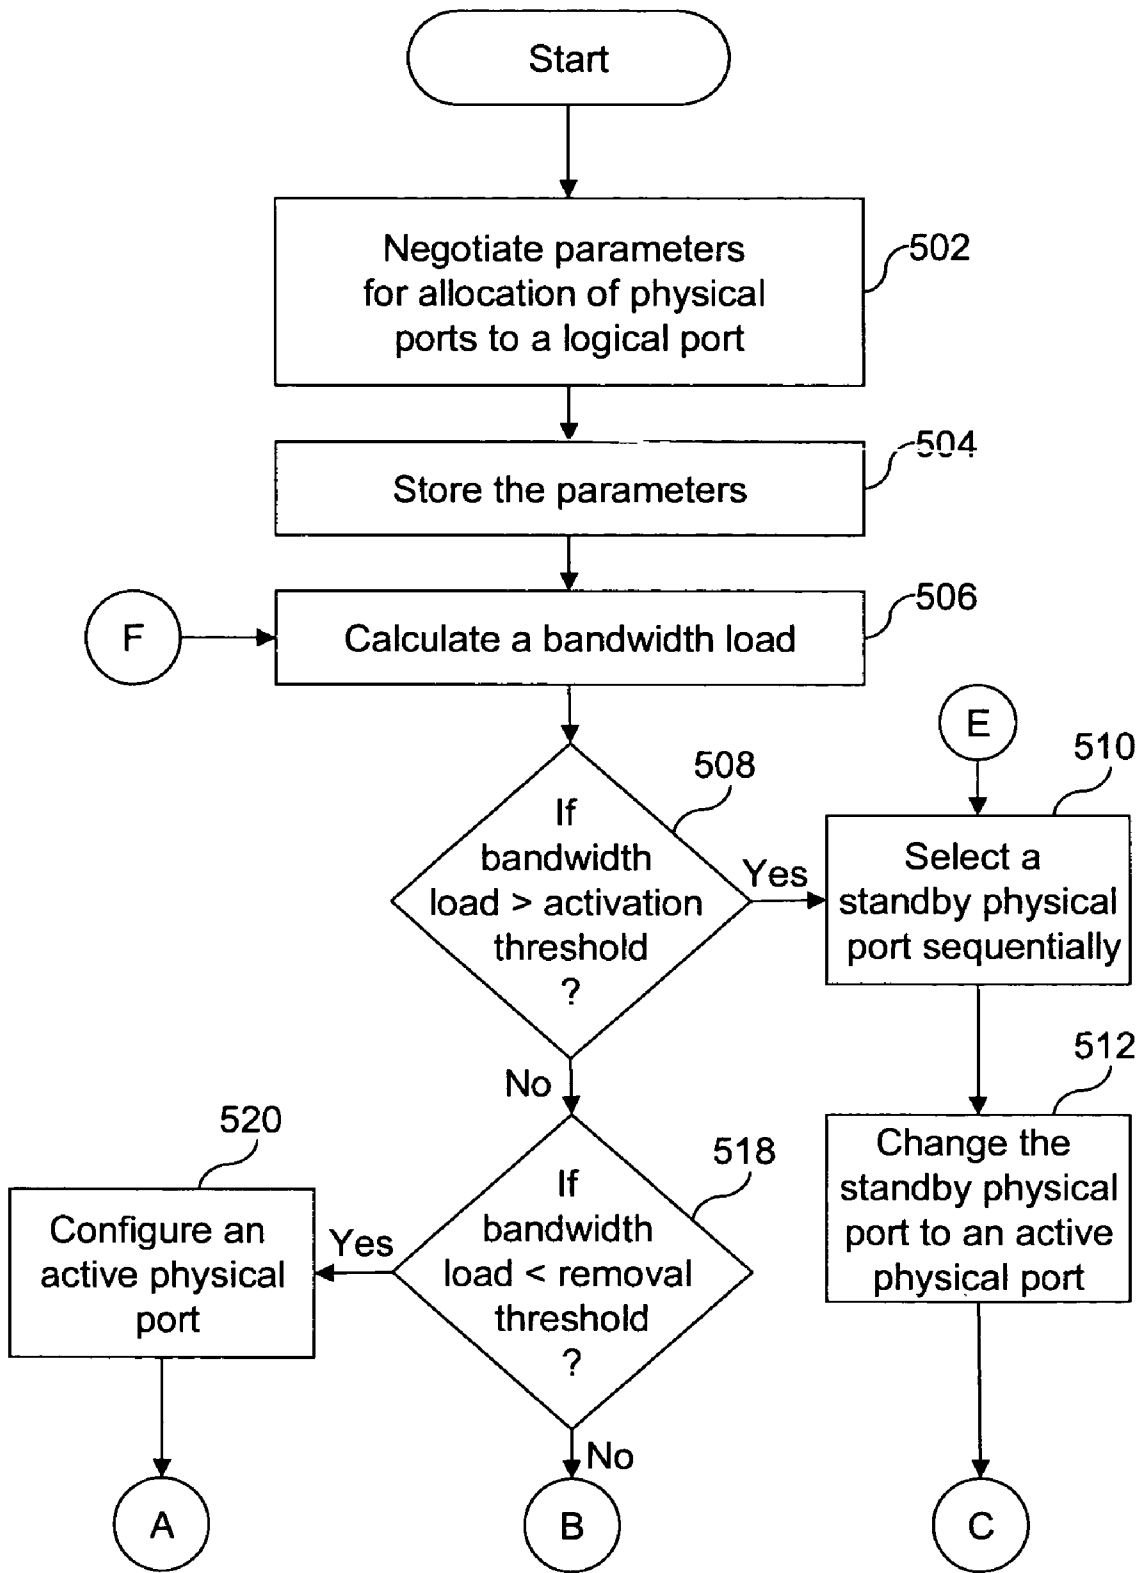 Start
Negotiate parameters
for allocation of physical
ports to a logical port
502
Store the parameters
504
F
Calculate a bandwidth load
506
If
bandwidth
load > activation
threshold
?
508
Yes
No
E
Select a
standby physical
port sequentially
510
Change the
standby physical
port to an active
physical port
512
If
bandwidth
load < removal
threshold
?
518
Yes
No
Configure an
active physical
port
520
A
B
C